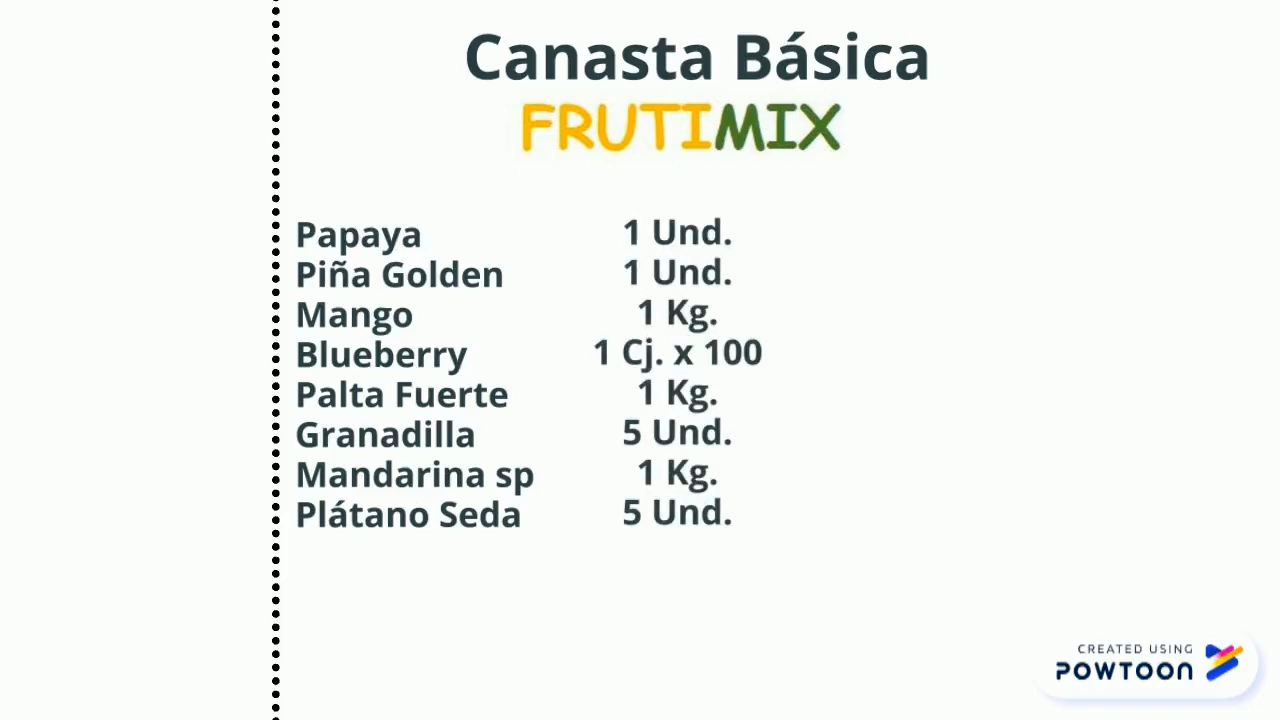 Canasta Básica
FRUTIMIX
Papaya 1 Und.
Piña Golden 1 Und.
Mango 1 Kg.
Blueberry 1 Cj. x 100
Palta Fuerte 1 Kg.
Granadilla 5 Und.
Mandarina sp 1 Kg.
Plátano Seda 5 Und.
CREATED USING
POWTOON